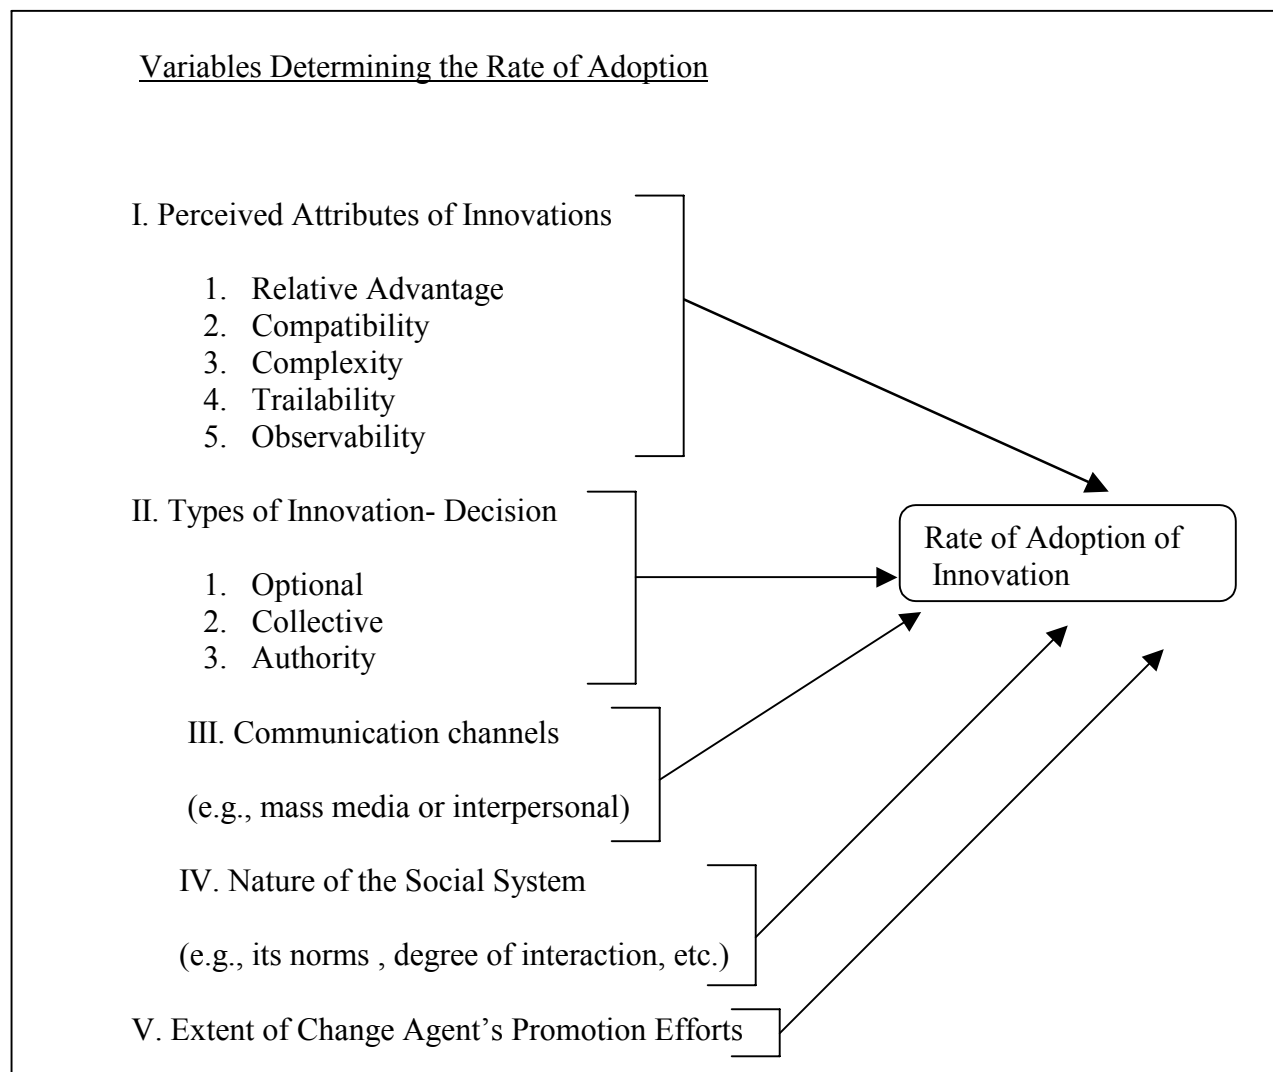 Variables Determining the Rate of Adoption
I. Perceived Attributes of Innovations
1. Relative Advantage
2. Compatibility
3. Complexity
4. Trailability
5. Observability
II. Types of Innovation- Decision
1. Optional
2. Collective
3. Authority
III. Communication channels
(e.g., mass media or interpersonal)
IV. Nature of the Social System
(e.g., its norms , degree of interaction, etc.)
V. Extent of Change Agent’s Promotion Efforts
Rate of Adoption of
Innovation